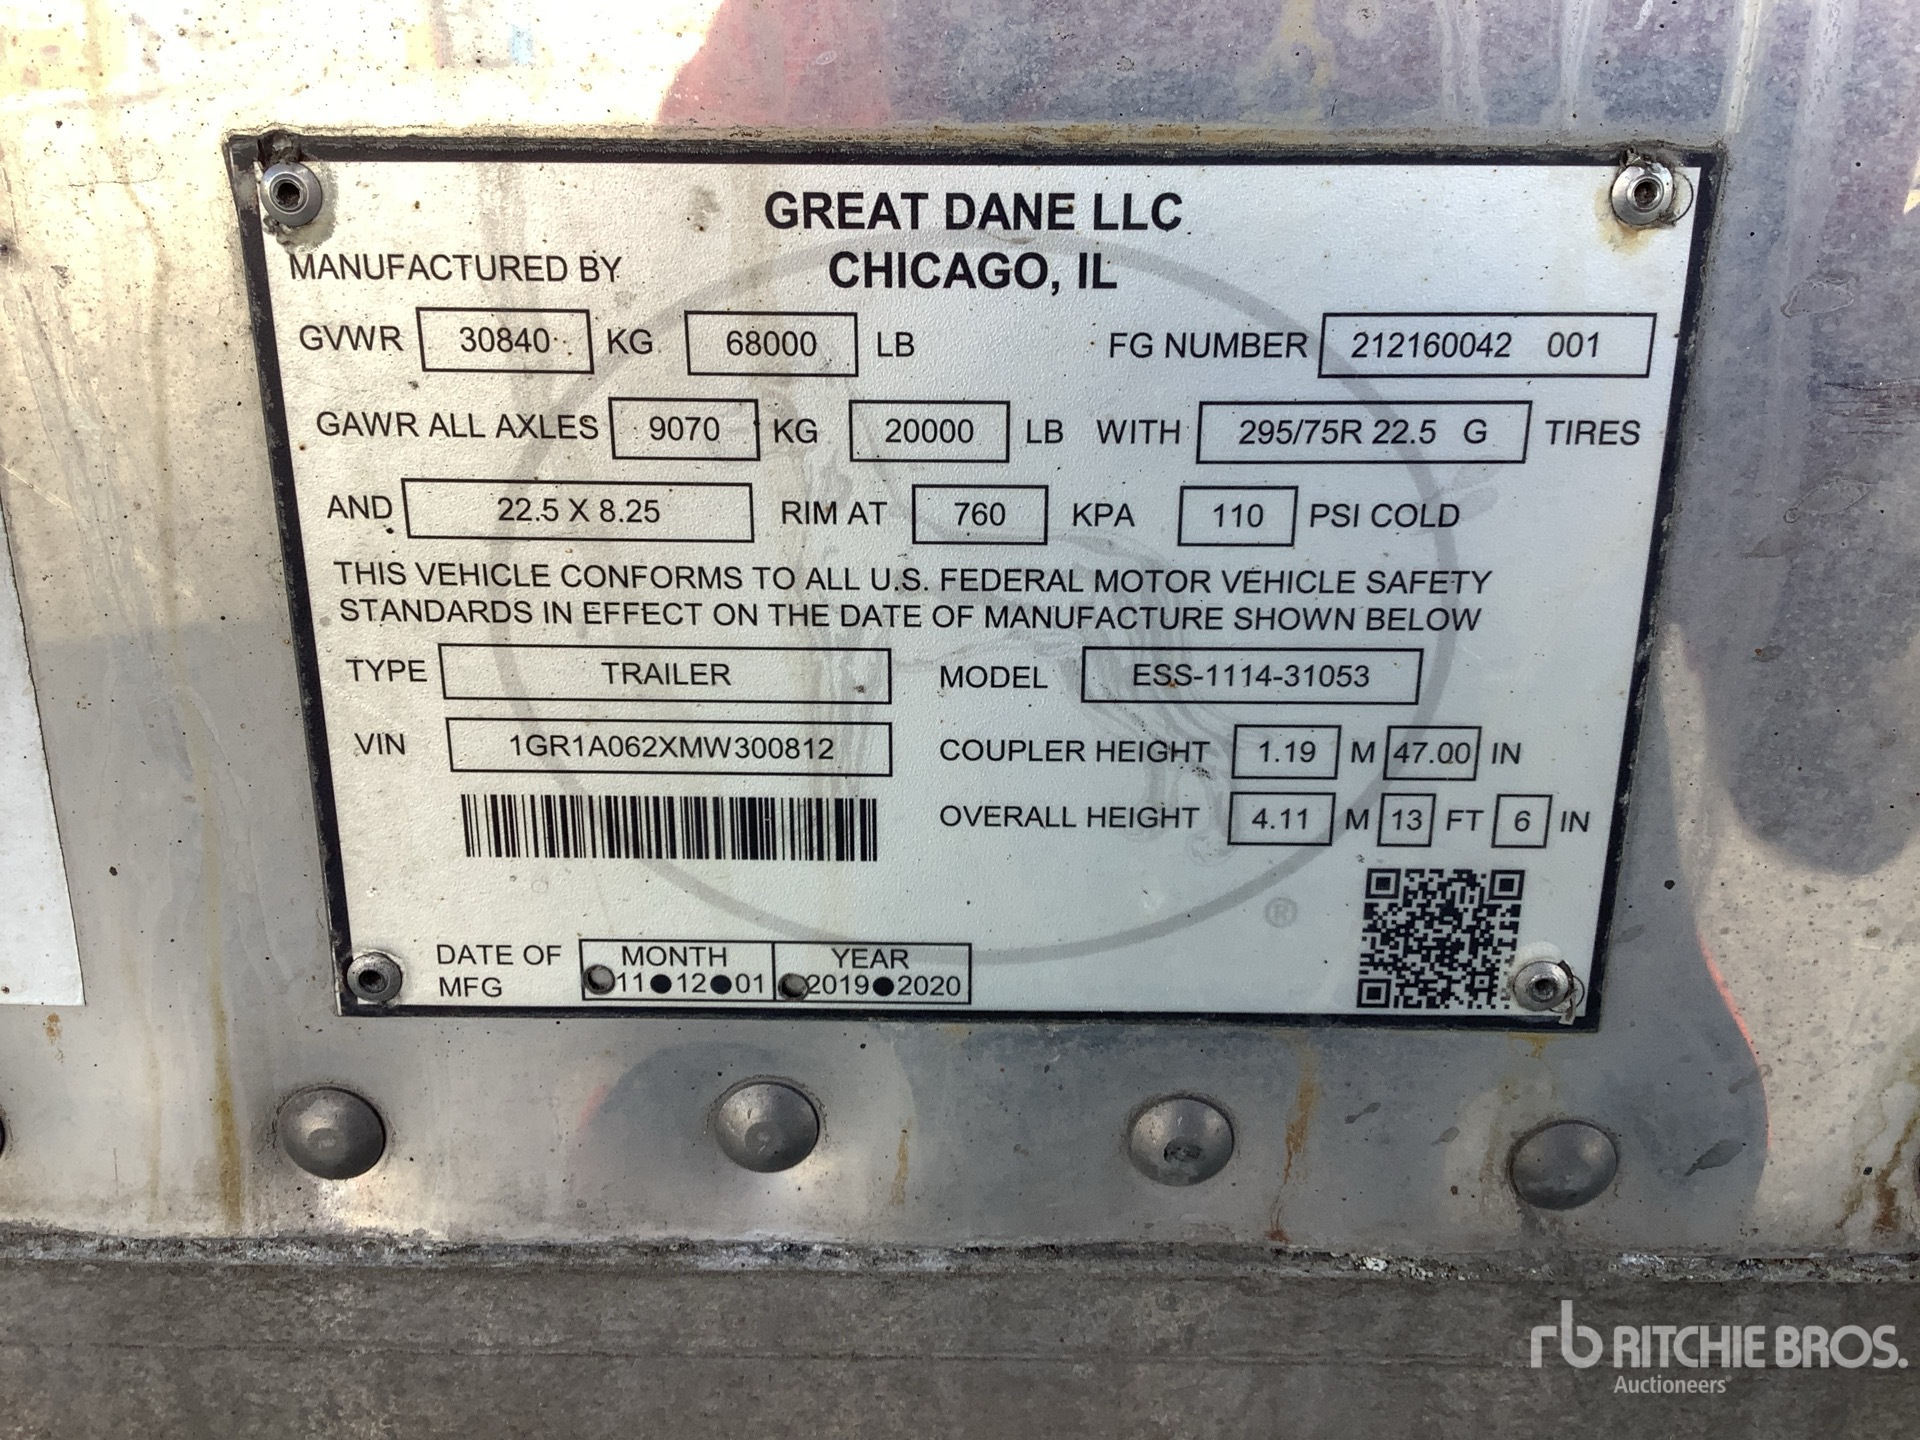 GREAT DANE LLC
MANUFACTURED BY CHICAGO, IL
GVWR 30840 KG 68000 LB FG NUMBER 212160042 001
GAWR ALL AXLES 9070 KG 20000 LB WITH 295/75R 22.5 G TIRES
AND 22.5 X 8.25 RIM AT 760 KPA 110 PSI COLD
THIS VEHICLE CONFORMS TO ALL U.S. FEDERAL MOTOR VEHICLE SAFETY
STANDARDS IN EFFECT ON THE DATE OF MANUFACTURE SHOWN BELOW
TYPE TRAILER MODEL ESS-1114-31053
VIN 1GR1A062XMW300812 COUPLER HEIGHT 1.19 M 47.00 IN
OVERALL HEIGHT 4.11 M 13 FT 6 IN
®
DATE OF MONTH YEAR
MFG 11 ● 12 ● 01 2019 ● 2020
rb RITCHIE BROS.
Auctioneers